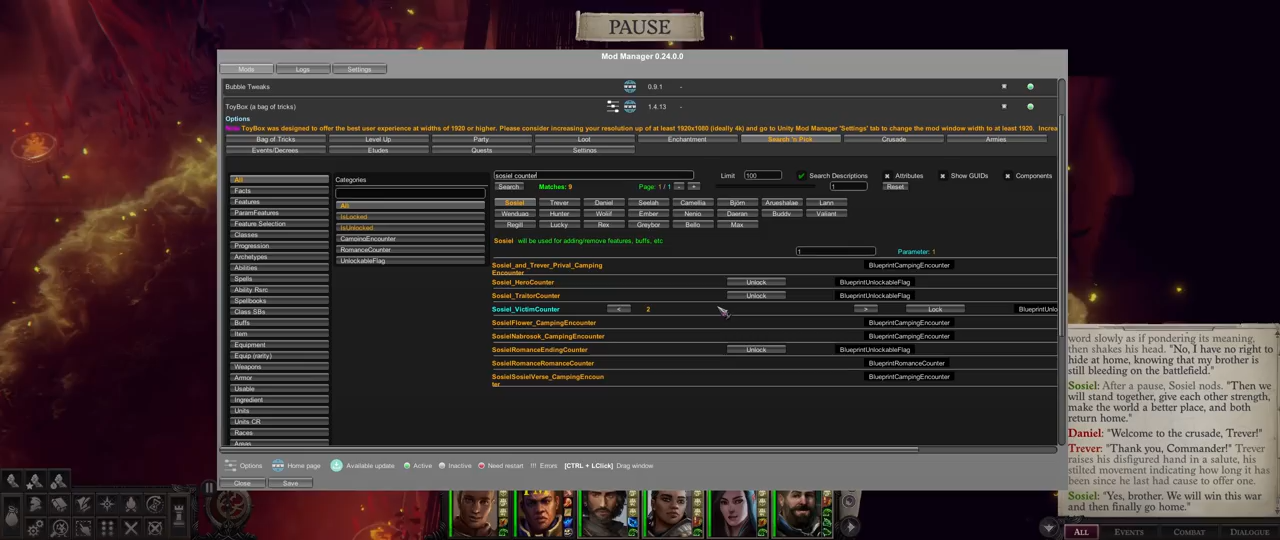 PAUSE
Mod Manager 0.24.0.0
Mods Logs Settings
Bubble Tweaks 0.9.1 -
ToyBox (a bag of tricks) 1.4.13 -
Options
Note ToyBox was designed to offer the best user experience at widths of 1920 or higher. Please consider increasing your resolution up of at least 1920x1080 (ideally 4k) and go to Unity Mod Manager 'Settings' tab to change the mod window width to at least 1920. Increa
Bag of Tricks Level Up Party Loot Enchantment Search 'n Pick Crusade Armies
Events/Decrees Etudes Quests Settings
All
Facts
Features
ParamFeatures
Feature Selection
Classes
Progression
Archetypes
Abilities
Spells
Ability Rsrc
Spellbooks
Class SBs
Buffs
Item
Equipment
Equip (rarity)
Weapons
Armor
Usable
Ingredient
Units
Units CR
Races
Areas
Categories
All
IsLocked
IsUnlocked
CampingEncounter
RomanceCounter
UnlockableFlag
sosiel counter Limit 100 Search Descriptions Attributes Show GUIDs Components
Search Matches: 9 Page: 1 / 1 - + 1 Reset
Sosiel Trever Daniel Seelah Camellia Björn Arueshalae Lann
Wenduag Hunter Woljif Ember Nenio Daeran Buddy Valiant
Regill Lucky Rex Greybor Bello Max
Sosiel will be used for adding/remove features, buffs, etc
1 Parameter: 1
Sosiel_and_Trever_Prival_Camping
Encounter BlueprintCampingEncounter
Sosiel_HeroCounter Unlock BlueprintUnlockableFlag
Sosiel_TraitorCounter Unlock BlueprintUnlockableFlag
Sosiel_VictimCounter < 2 > Lock BlueprintUnlo
SosielFlower_CampingEncounter BlueprintCampingEncounter
SosielNabrosok_CampingEncounter BlueprintCampingEncounter
SosielRomanceEndingCounter Unlock BlueprintUnlockableFlag
SosielRomanceRomanceCounter BlueprintRomanceCounter
SosielSosielVerse_CampingEncoun
ter BlueprintCampingEncounter
Options Home page Available update Active Inactive Need restart !!! Errors [CTRL + LClick] Drag window
Close Save
word slowly as if pondering its meaning,
then shakes his head. "No, I have no right to
hide at home, knowing that my brother is
still bleeding on the battlefield."
Sosiel: After a pause, Sosiel nods. "Then we
will stand together, give each other strength,
make the world a better place, and both
return home."
Daniel: "Welcome to the crusade, Trever!"
Trever: "Thank you, Commander!" Trever
raises his disfigured hand in a salute, his
stilted movement indicating how long it has
been since he last had cause to offer one.
Sosiel: "Yes, brother. We will win this war
and then finally go home."
ALL EVENTS COMBAT DIALOGUE